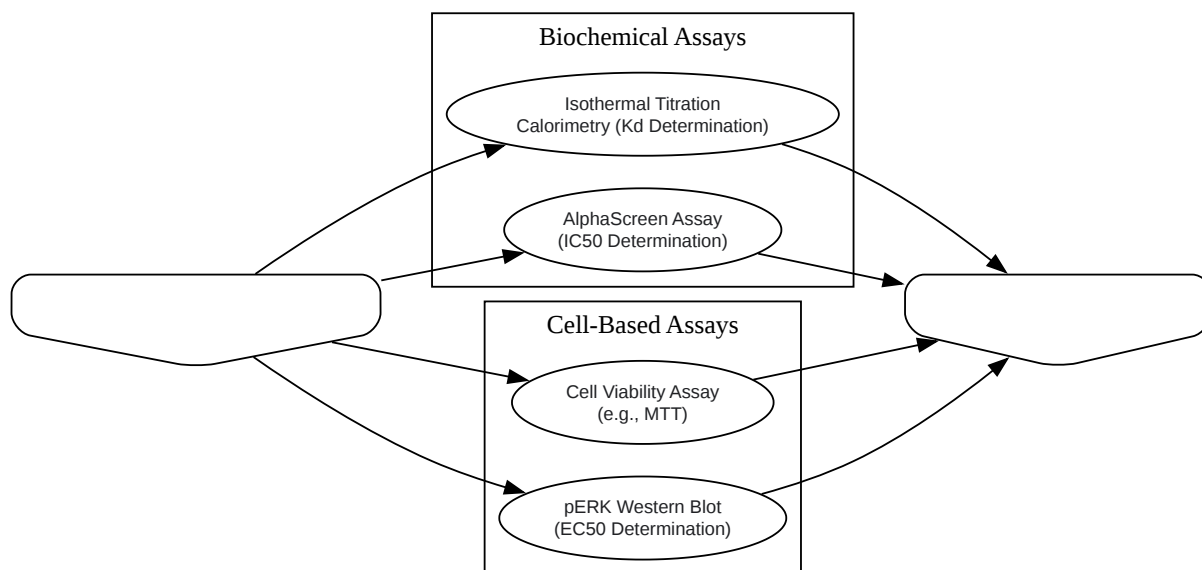 Biochemical Assays
Isothermal Titration
Calorimetry (Kd Determination)
AlphaScreen Assay
(IC50 Determination)
Cell-Based Assays
Cell Viability Assay
(e.g., MTT)
pERK Western Blot
(EC50 Determination)